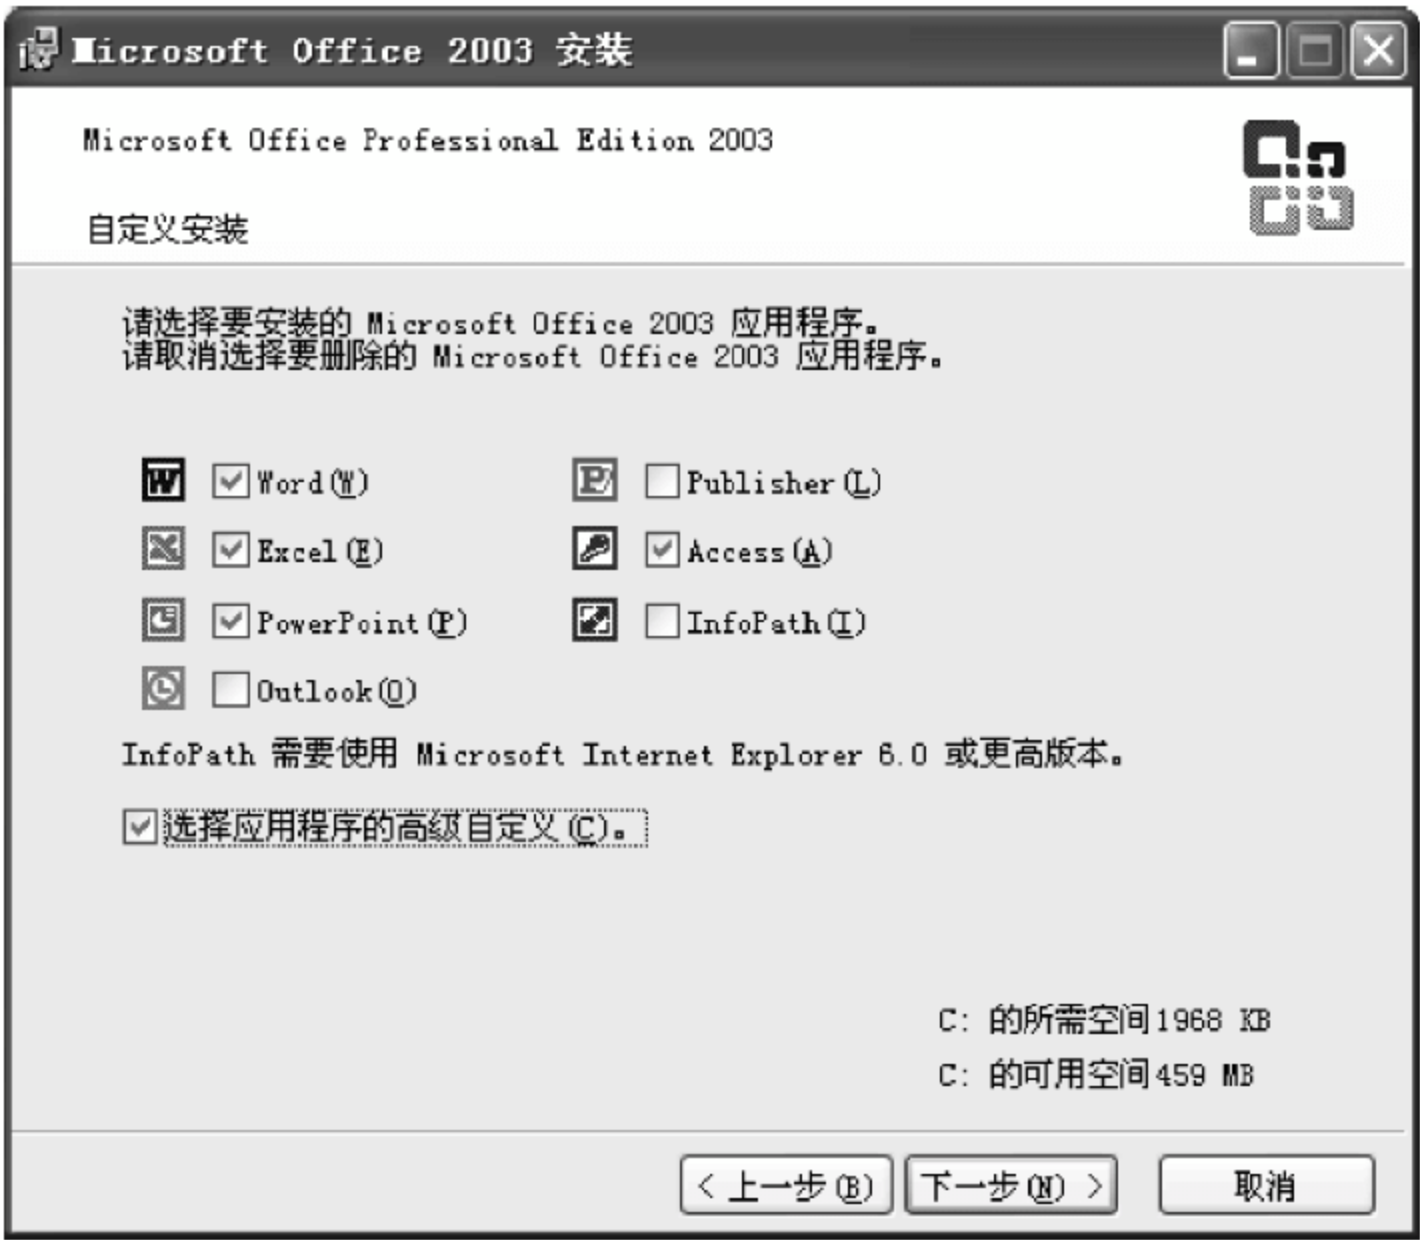 Microsoft Office 2003 安装
Microsoft Office Professional Edition 2003
自定义安装
请选择要安装的 Microsoft Office 2003 应用程序。
请取消选择要删除的 Microsoft Office 2003 应用程序。
Word(W) Publisher(L)
Excel(E) Access(A)
PowerPoint(P) InfoPath(I)
Outlook(O)
InfoPath 需要使用 Microsoft Internet Explorer 6.0 或更高版本。
选择应用程序的高级自定义(C)。
C: 的所需空间1968 KB
C: 的可用空间459 MB
< 上一步(B) 下一步(N) > 取消